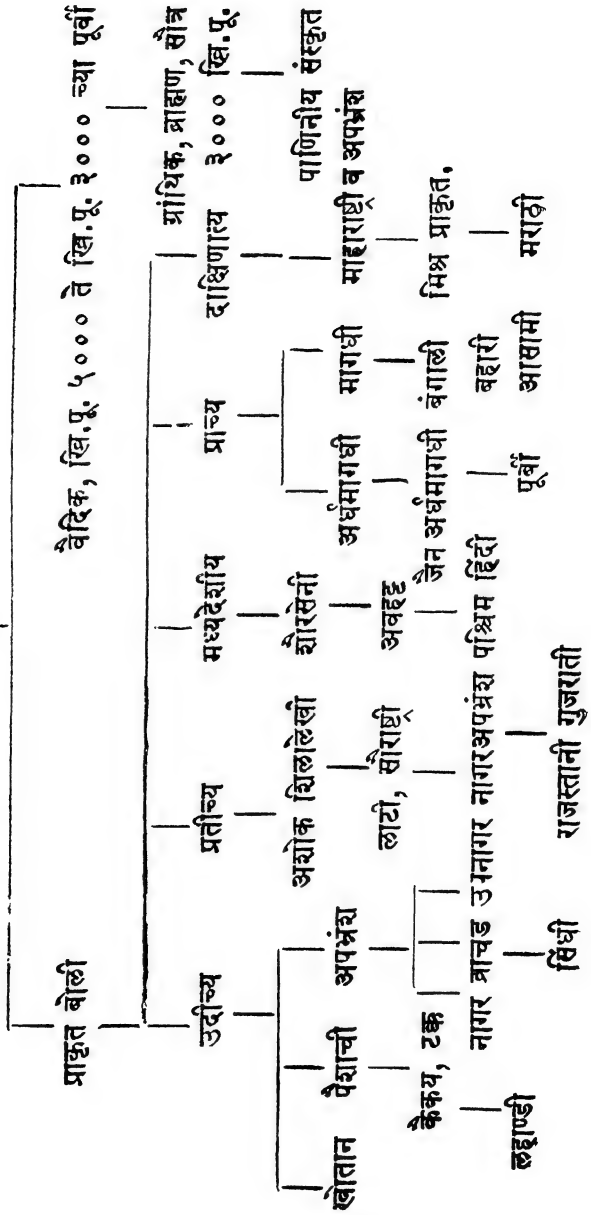 प्राकृत बोली
वैदिक, ख्रि. पू. ५००० ते ख्रि. पू. ३००० च्या पूर्वी
ग्रांथिक, ब्राह्मण, सौत्र
३००० ख्रि. पू.
पाणिनीय संस्कृत
उदीच्य प्रतीच्य मध्यदेशीय प्राच्य दाक्षिणात्य
खोतान पैशाची अपभ्रंश अशोक शिलालेखी शौरसेनी अर्धमागधी मागधी माहाराष्ट्री व अपभ्रंश
कैकय, टक्क लाटी, सौराष्ट्री अवहट्ट जैन अर्धमागधी बंगाली मिश्र प्राकृत.
नागर व्राचड उपनागर नागरअपभ्रंश पश्चिम हिंदी पूर्वी बहारी मराठी
लह्वाण्डी सिंधी राजस्तानी गुजराती आसामी